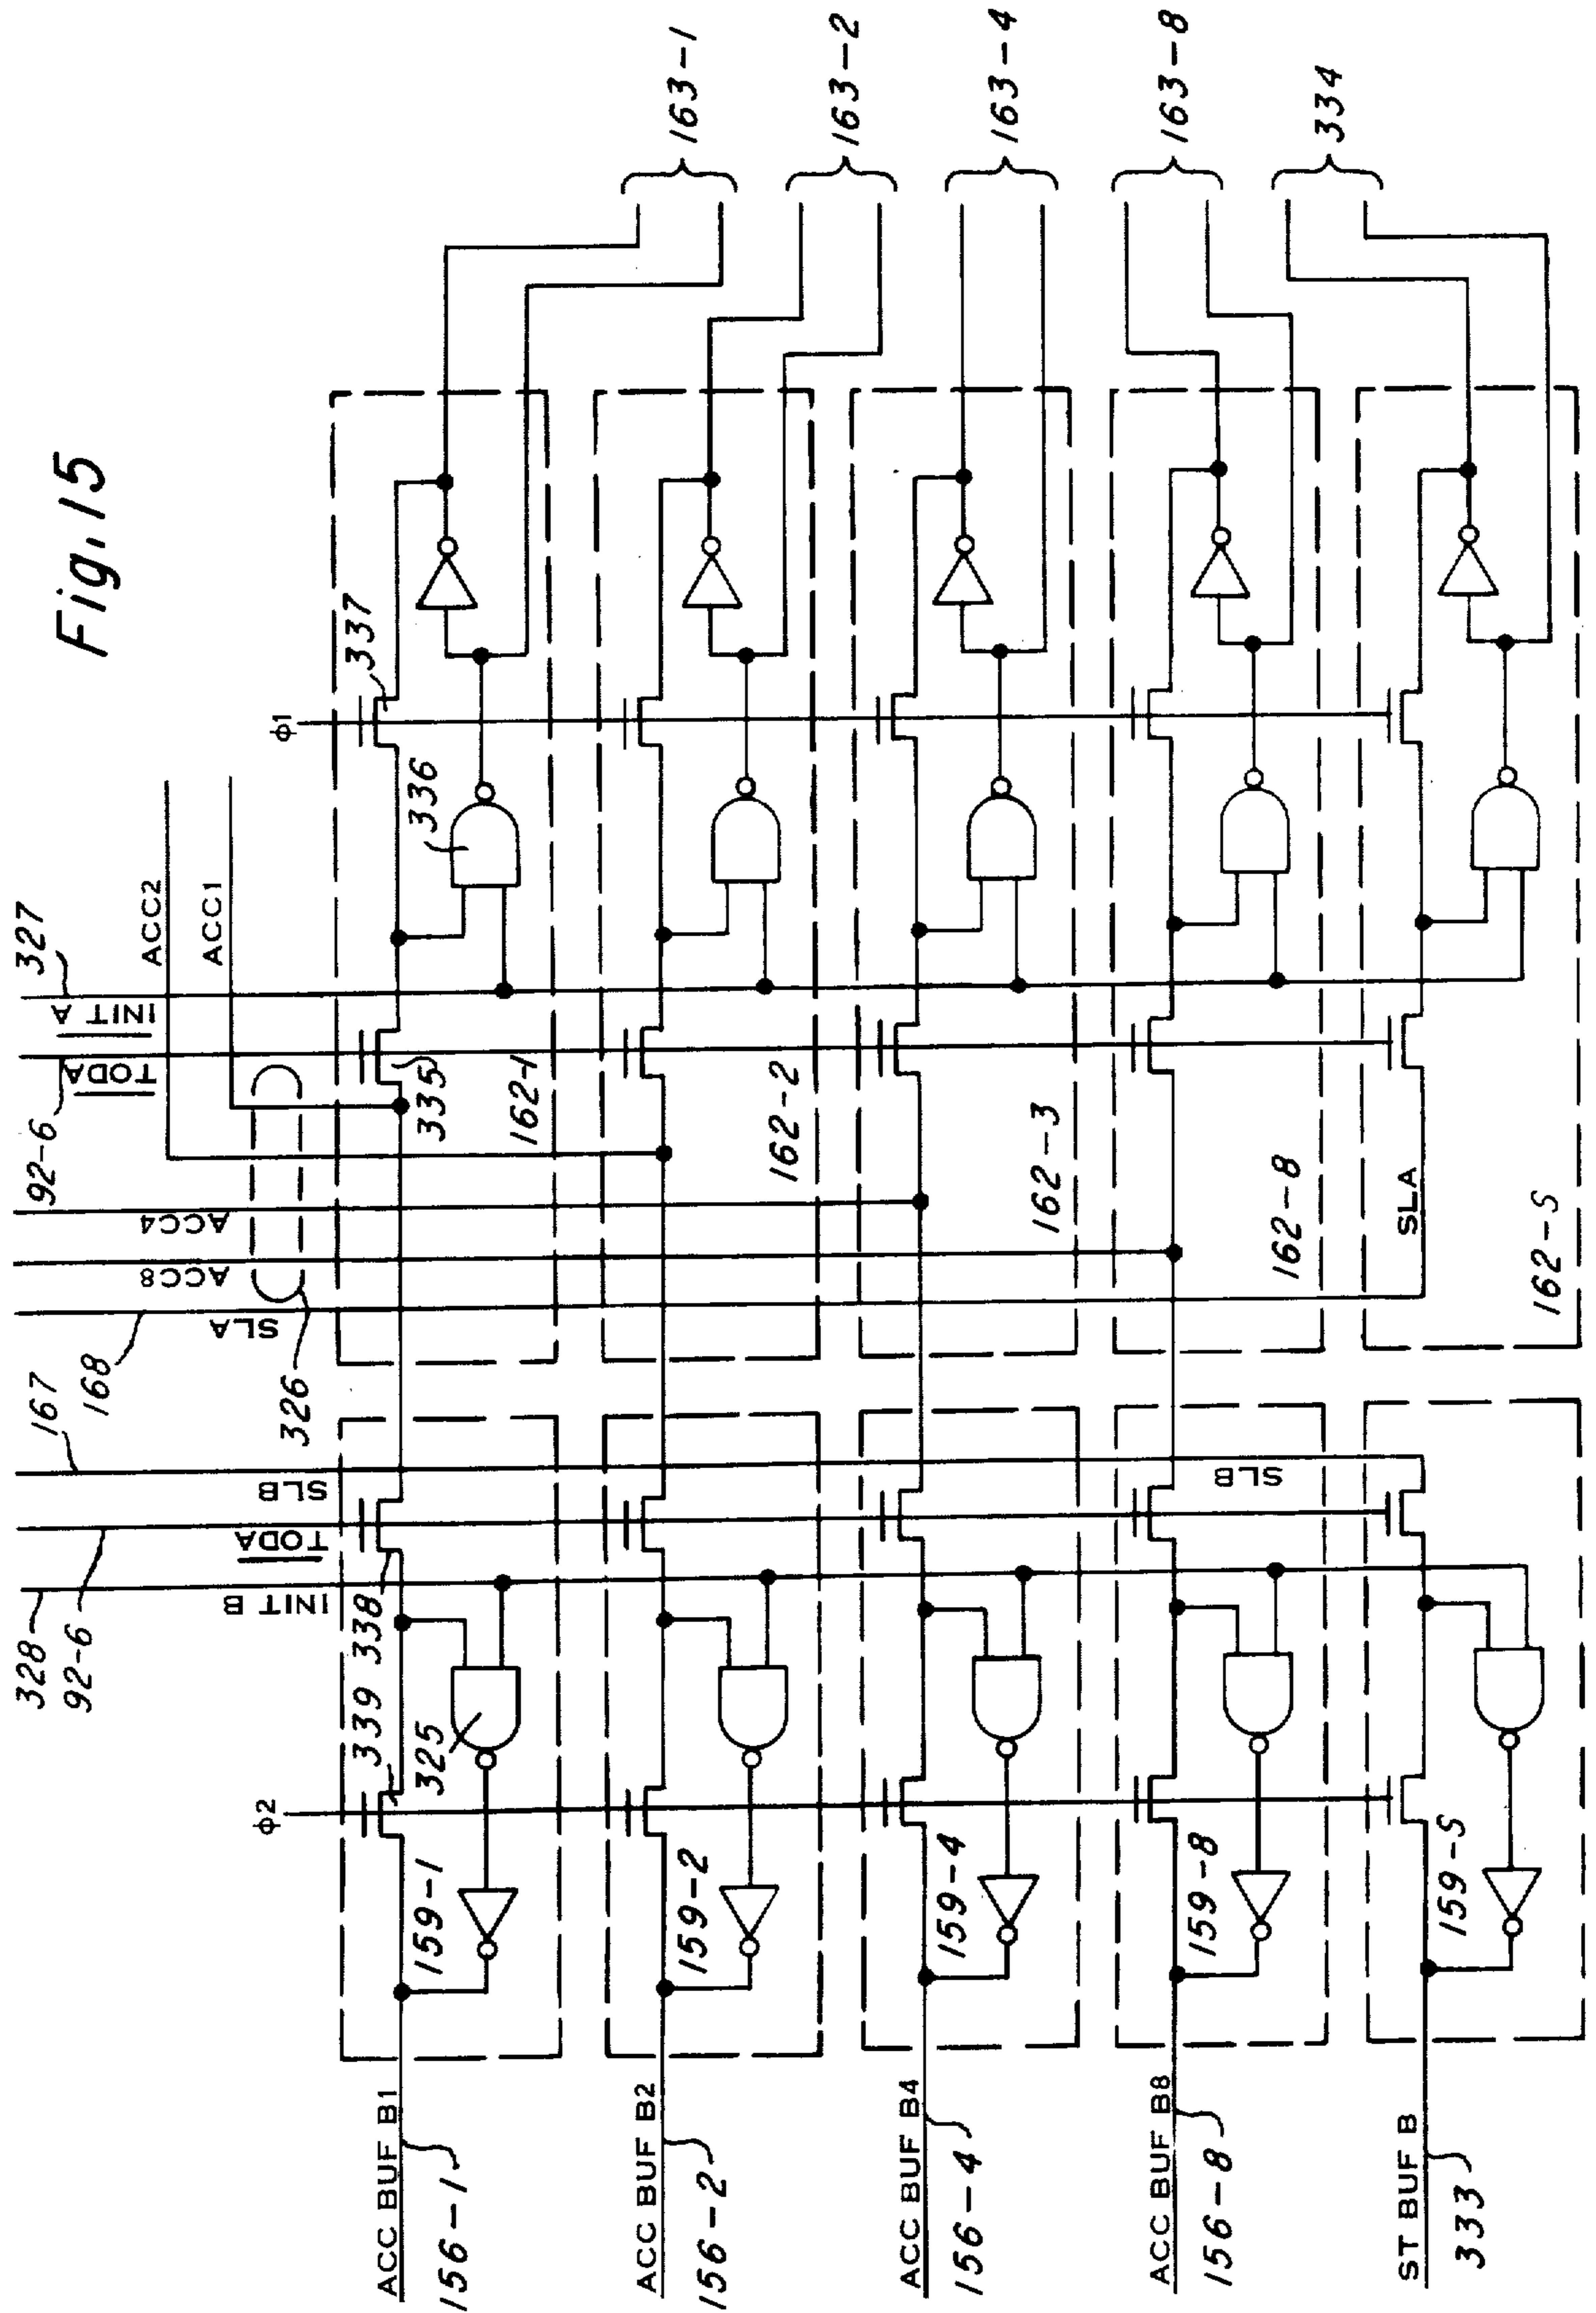 Fig. 15
328
92-6
167
168
326
92-6
327
INIT B
TODA
SLB
SLA
ACC8
ACC4
TODA
INIT A
ACC2
ACC1
ϕ2
ϕ1
339
338
325
335
336
337
159-1
162-1
163-1
ACC BUF B1
156-1
159-2
162-2
163-2
ACC BUF B2
156-2
159-4
162-3
163-4
ACC BUF B4
156-4
SLB
159-8
162-8
163-8
ACC BUF B8
156-8
SLA
159-S
162-S
334
ST BUF B
333